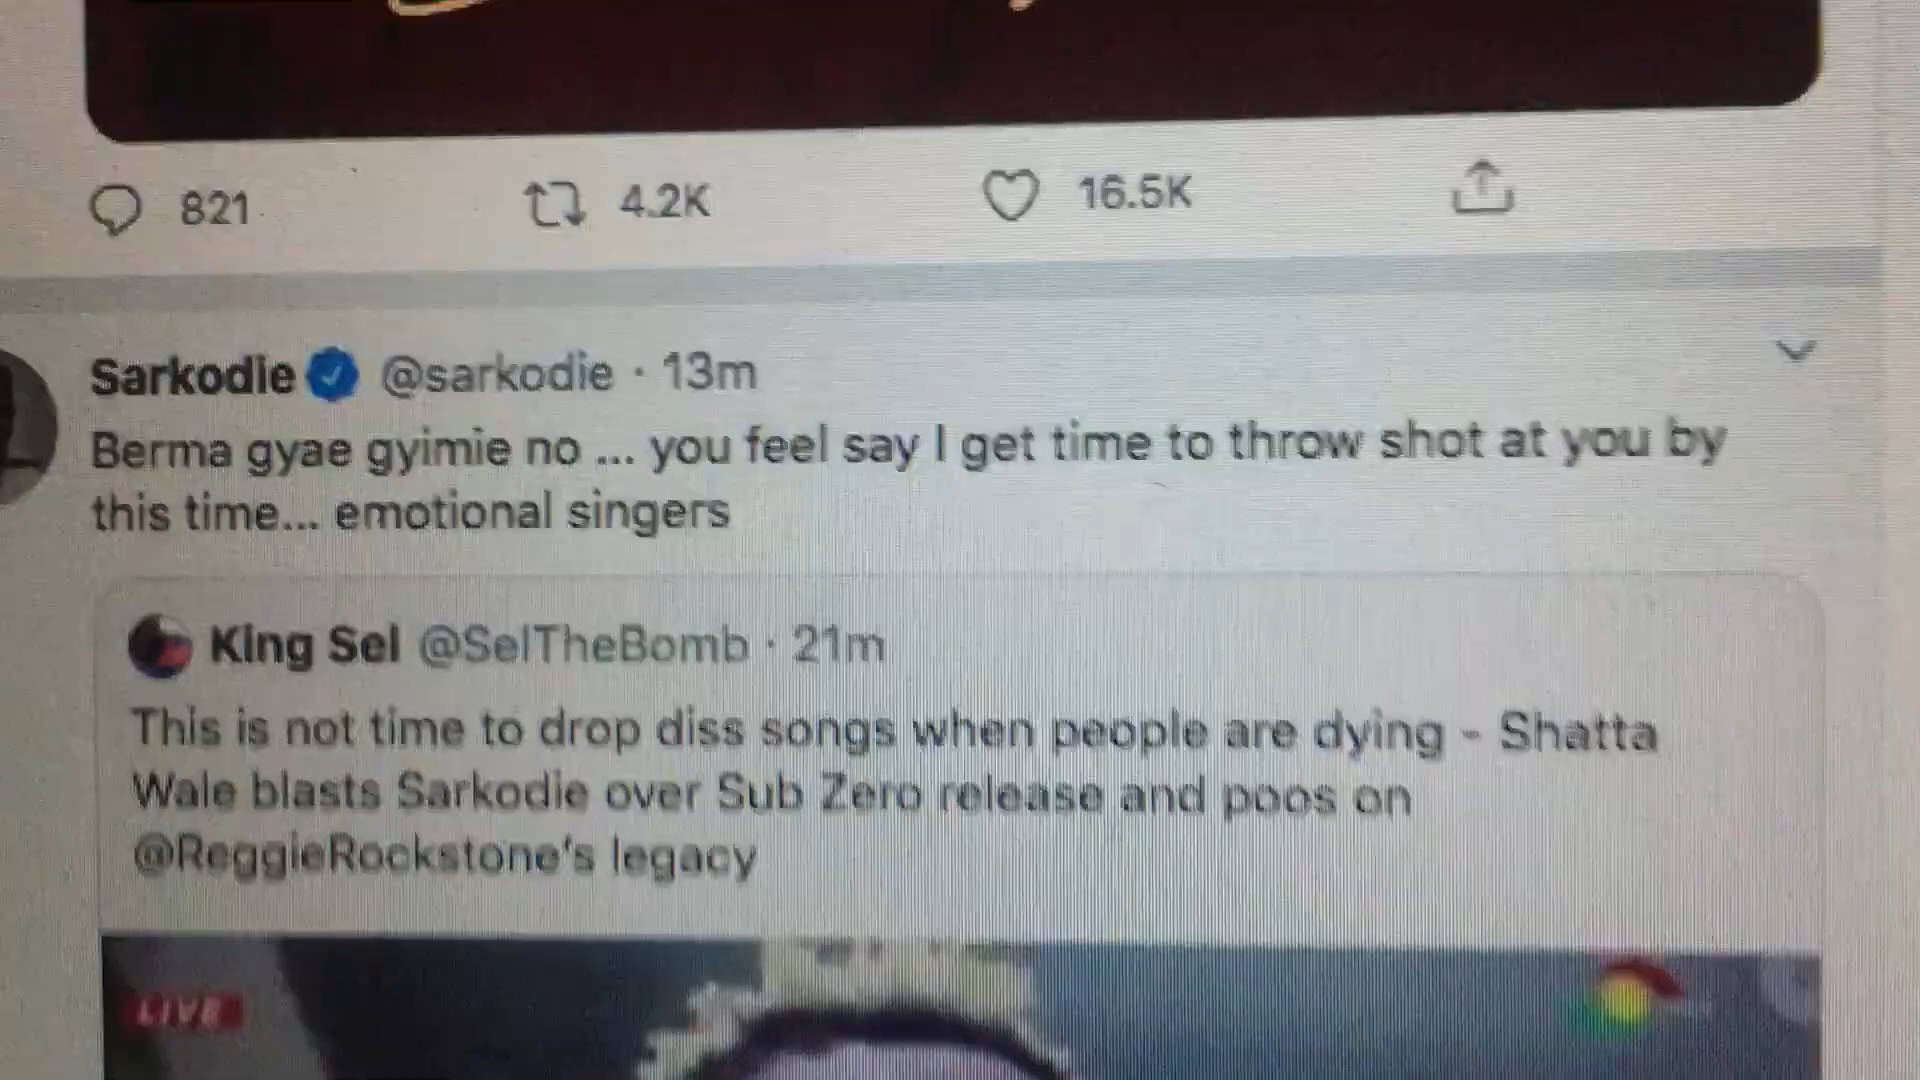 821 4.2K 16.5K
Sarkodie @sarkodie · 13m
Berma gyae gyimie no ... you feel say I get time to throw shot at you by
this time... emotional singers
King Sel @SelTheBomb · 21m
This is not time to drop diss songs when people are dying - Shatta
Wale blasts Sarkodie over Sub Zero release and poos on
@ReggieRockstone's legacy
LIVE